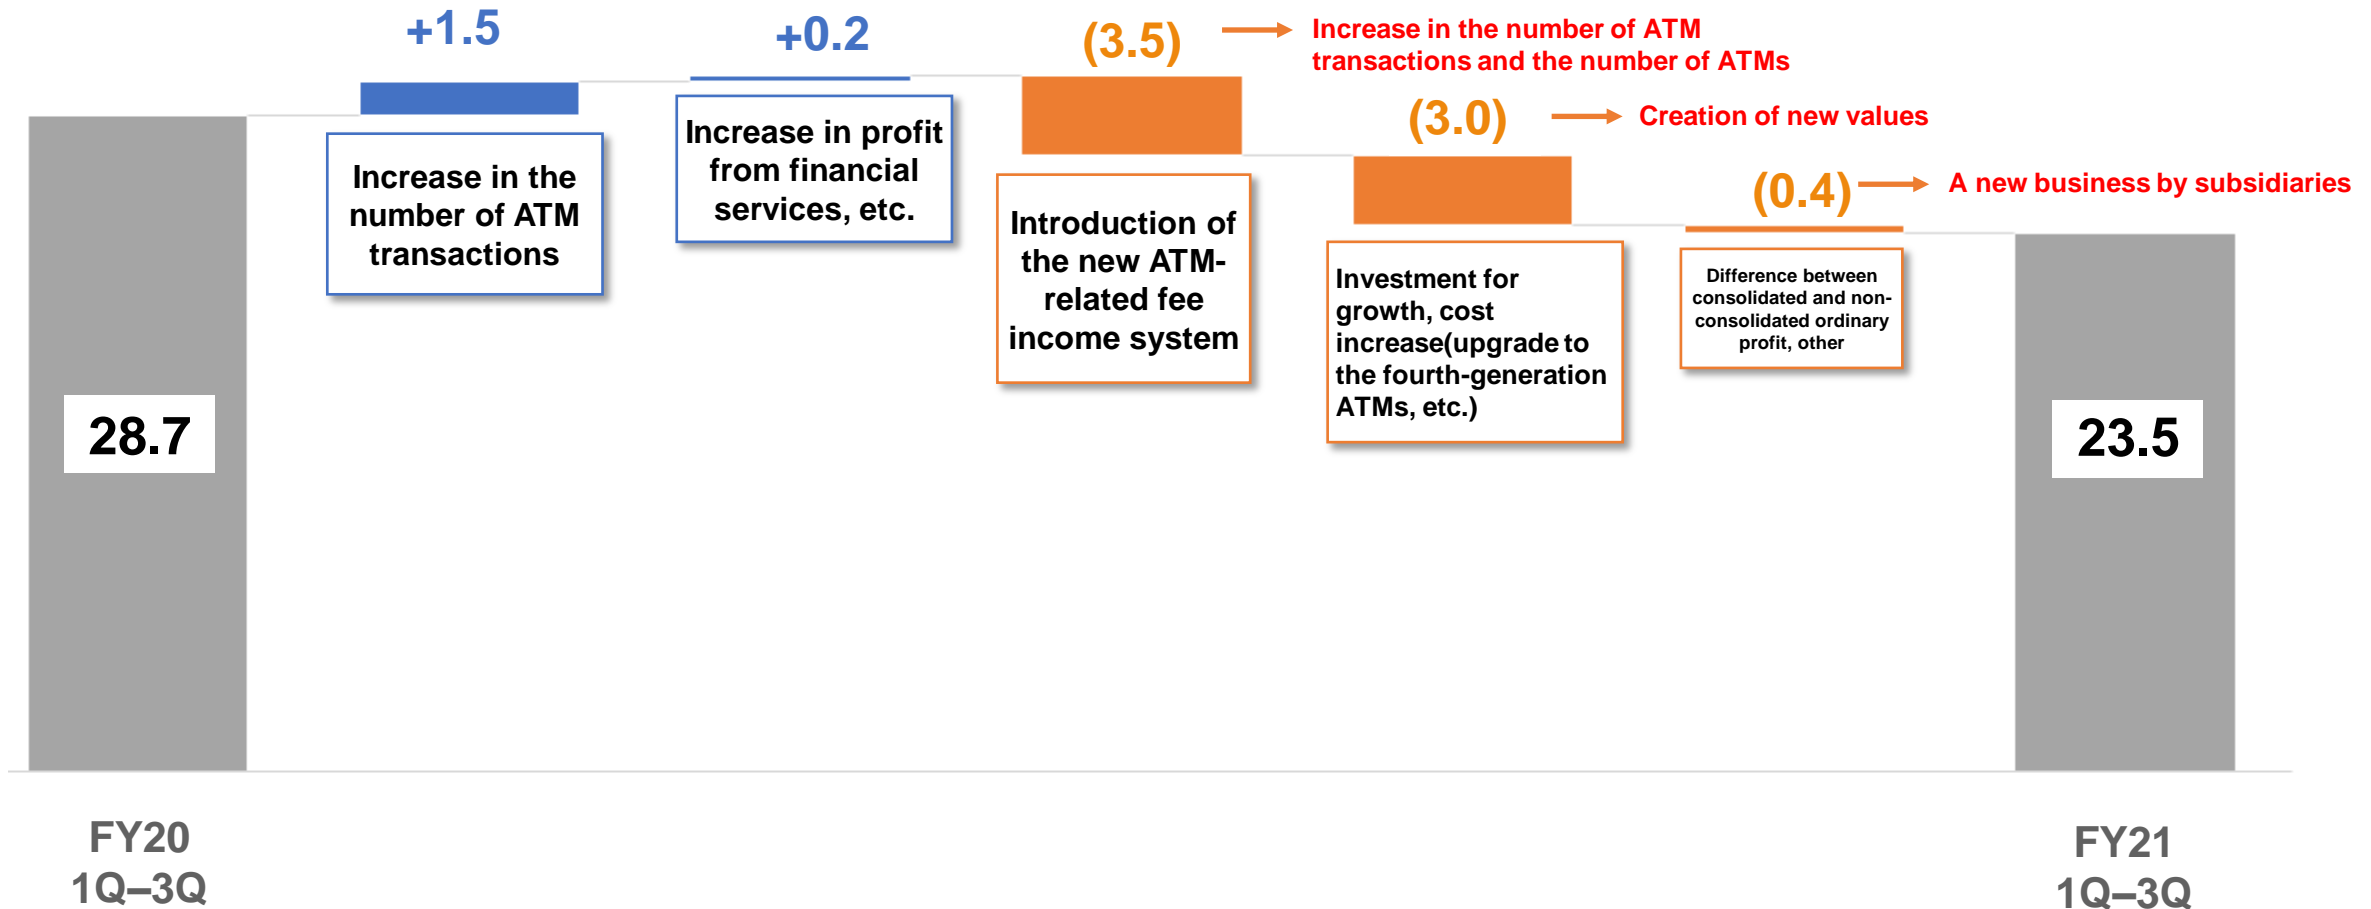 +1.5
+0.2
(3.5)
Increase in the number of ATM
transactions and the number of ATMs
(3.0)
Creation of new values
(0.4)
A new business by subsidiaries
Increase in the
number of ATM
transactions
Increase in profit
from financial
services, etc.
Introduction of
the new ATM-
related fee
income system
Investment for
growth, cost
increase(upgrade to
the fourth-generation
ATMs, etc.)
Difference between
consolidated and non-
consolidated ordinary
profit, other
28.7
23.5
FY20
1Q–3Q
FY21
1Q–3Q